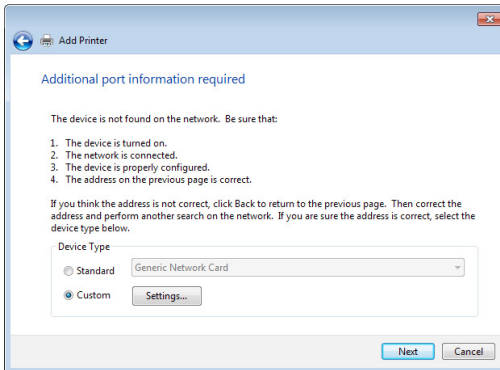 Add Printer
Additional port information required
The device is not found on the network. Be sure that:
1. The device is turned on.
2. The network is connected.
3. The device is properly configured.
4. The address on the previous page is correct.
If you think the address is not correct, click Back to return to the previous page. Then correct the
address and perform another search on the network. If you are sure the address is correct, select the
device type below.
Device Type
Standard Generic Network Card
Custom Settings...
Next Cancel